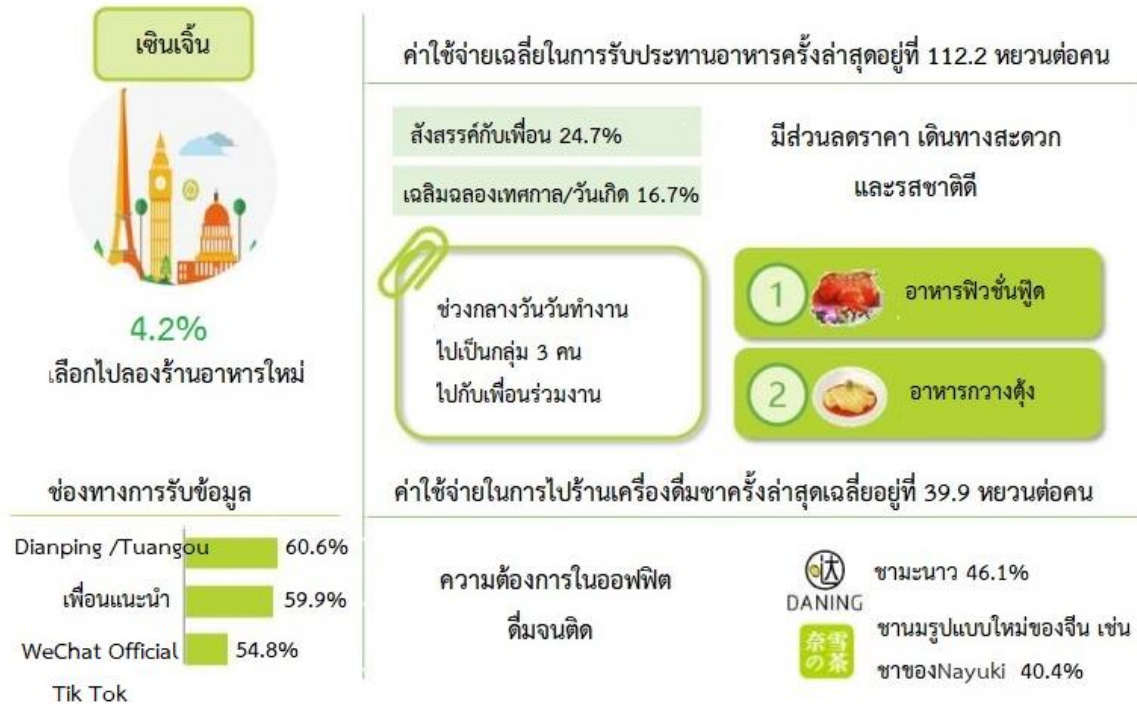 เซินเจิ้น
4.2%
เลือกไปลองร้านอาหารใหม่
ช่องทางการรับข้อมูล
Dianping /Tuangou 60.6%
เพื่อนแนะนำ 59.9%
WeChat Official 54.8%
Tik Tok
ค่าใช้จ่ายเฉลี่ยในการรับประทานอาหารครั้งล่าสุดอยู่ที่ 112.2 หยวนต่อคน
สังสรรค์กับเพื่อน 24.7%
เฉลิมฉลองเทศกาล/วันเกิด 16.7%
มีส่วนลดราคา เดินทางสะดวก
และรสชาติดี
ช่วงกลางวันวันทำงาน
ไปเป็นกลุ่ม 3 คน
ไปกับเพื่อนร่วมงาน
1 อาหารฟิวชั่นฟู๊ด
2 อาหารกวางตุ้ง
ค่าใช้จ่ายในการไปร้านเครื่องดื่มชาครั้งล่าสุดเฉลี่ยอยู่ที่ 39.9 หยวนต่อคน
ความต้องการในออฟฟิต
ดื่มจนติด
DANING
ชามะนาว 46.1%
奈雪
の茶
ชานมรูปแบบใหม่ของจีน เช่น
ชาของNayuki 40.4%